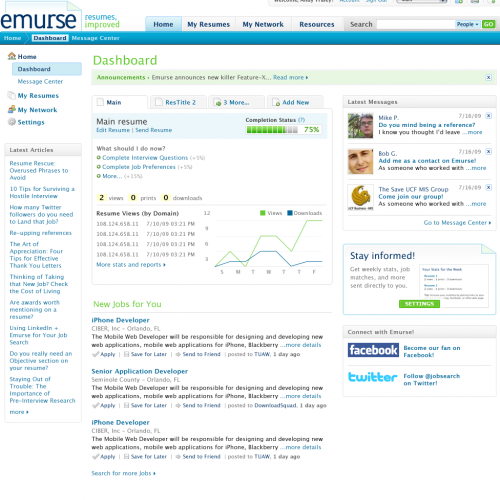 emurse
resumes,
improved
Account
Sign Out
Home
My Resumes
My Network
Resources
Search
People
GO
Home
Dashboard
Message Center
Home
Dashboard
Message Center
My Resumes
My Network
Settings
Latest Articles
Resume Rescue:
Overused Phrases to
Avoid
10 Tips for Surviving a
Hostile Interview
How many Twitter
followers do you need
to Land that Job?
Re-upping references
The Art of
Appreciation: Four
Tips for Effective
Thank You Letters
Thinking of Taking
that New Job? Check
the Cost of Living
Are awards worth
mentioning on a
resume?
Using LinkedIn +
Emurse for Your Job
Search
Do you really need an
Objective section on
your resume?
Staying Out of
Trouble: The
Importance of
Pre-Interview Research
more
Dashboard
Announcements › Emurse announces new killer Feature-X... Read more
Main
ResTitle 2
3 More...
Add New
Main resume
Edit Resume | Send Resume
Completion Status (?)
75%
What should I do now?
Complete Interview Questions (+5%)
Complete Job Preferences (+5%)
More... (+15%)
2 views 0 prints 0 downloads
Resume Views (by Domain)
108.124.658.11 7/10/09 03:21 PM
108.124.658.11 7/10/09 03:21 PM
108.124.658.11 7/10/09 03:21 PM
108.124.658.11 7/10/09 03:21 PM
More stats and reports
Views Downloads
12
9
6
3
S M T W T F
New Jobs for You
iPhone Developer
CIBER, Inc - Orlando, FL
The Mobile Web Developer will be responsible for designing and developing new
web applications, mobile web applications for iPhone, Blackberry ...more details
Apply | Save for Later | Send to Friend | posted to TUAW, 1 day ago
Senior Application Developer
Seminole County - Orlando, FL
The Mobile Web Developer will be responsible for designing and developing new
web applications, mobile web applications for iPhone, Blackberry ...more details
Apply | Save for Later | Send to Friend | posted to DownloadSquad, 1 day ago
iPhone Developer
CIBER, Inc - Orlando, FL
The Mobile Web Developer will be responsible for designing and developing new
web applications, mobile web applications for iPhone, Blackberry ...more details
Apply | Save for Later | Send to Friend | posted to TUAW, 1 day ago
Search for more Jobs
Latest Messages
Mike P. 7/16/09
Do you mind being a reference?
I know you thought I'd leave ...more
Bob G. 7/16/09
Add me as a contact on Emurse!
As someone who worked with ...more
The Save UCF MIS Group 7/16/09
Come join our group!
As someone who worked with ...more
Go to Message Center
Stay informed!
Get weekly stats, job
matches, and more
sent directly to you.
Your Stats for the Week
SETTINGS
Connect with Emurse!
facebook
Become our fan on
Facebook!
twitter
Follow @jobsearch
on Twitter!